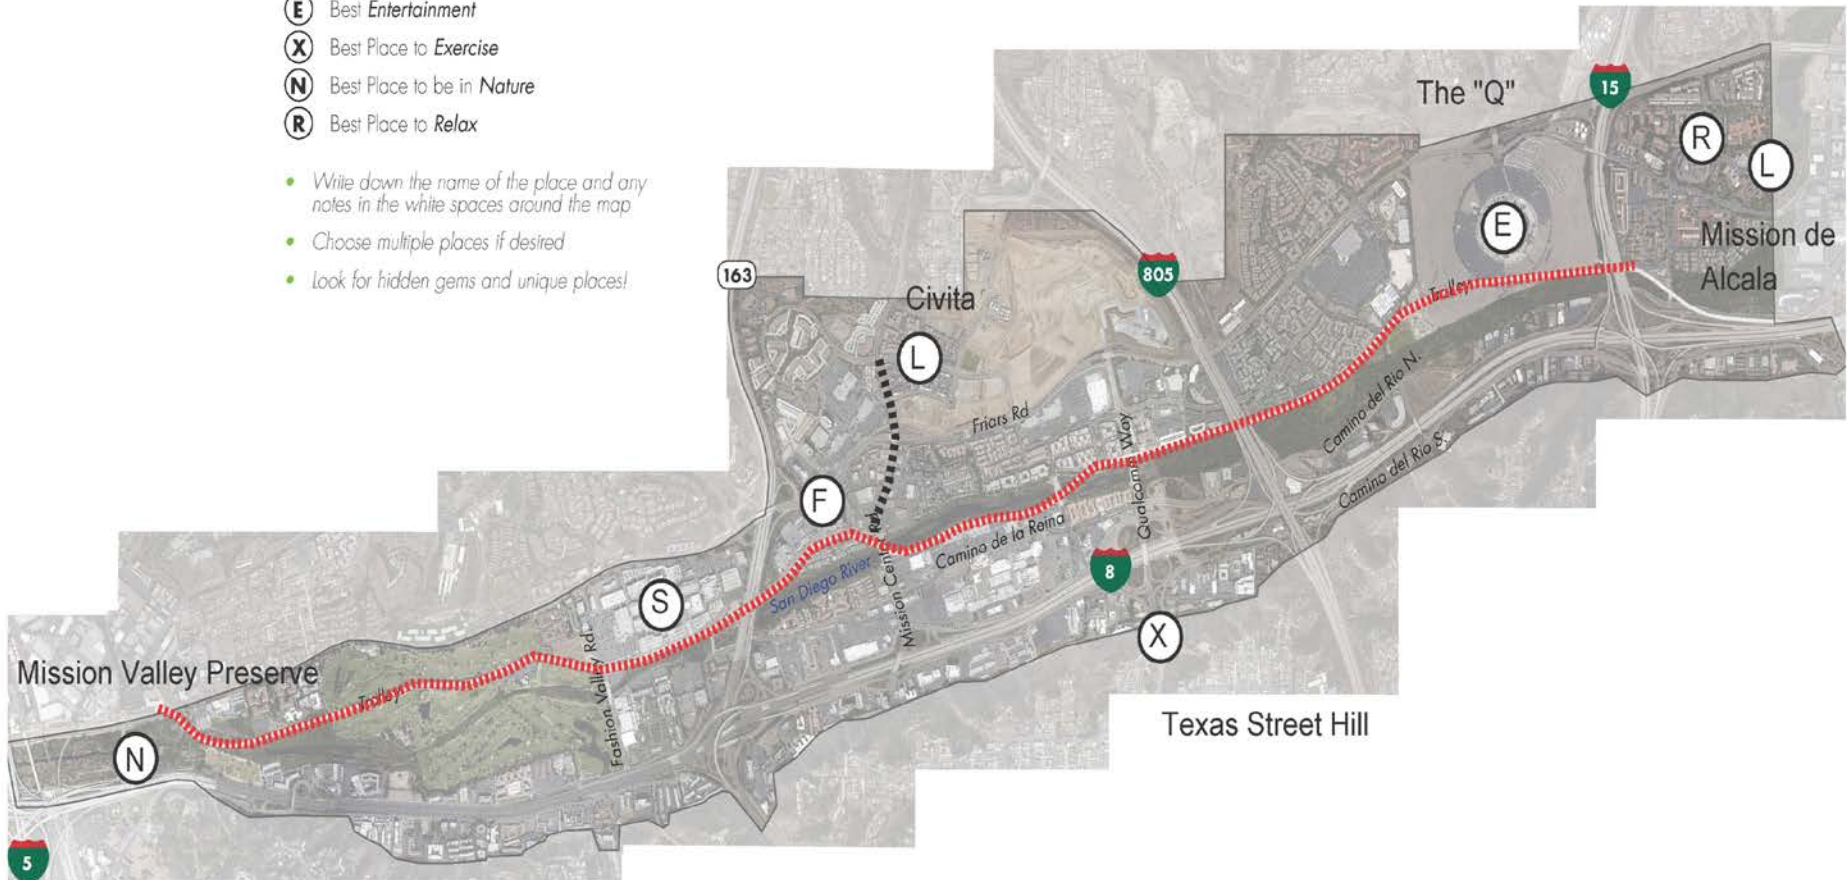 E Best Entertainment
X Best Place to Exercise
N Best Place to be in Nature
R Best Place to Relax
• Write down the name of the place and any
notes in the white spaces around the map
• Choose multiple places if desired
• Look for hidden gems and unique places!
The "Q"
15
R
L
E
Mission de
Alcala
163
805
Civita
L
Trolley
Friars Rd
Camino del Rio N.
Camino del Rio S.
Qualcomm Way
F
Camino de la Reina
San Diego River
Mission Center Rd.
8
S
X
Fashion Valley Rd.
Mission Valley Preserve
Trolley
Texas Street Hill
N
5